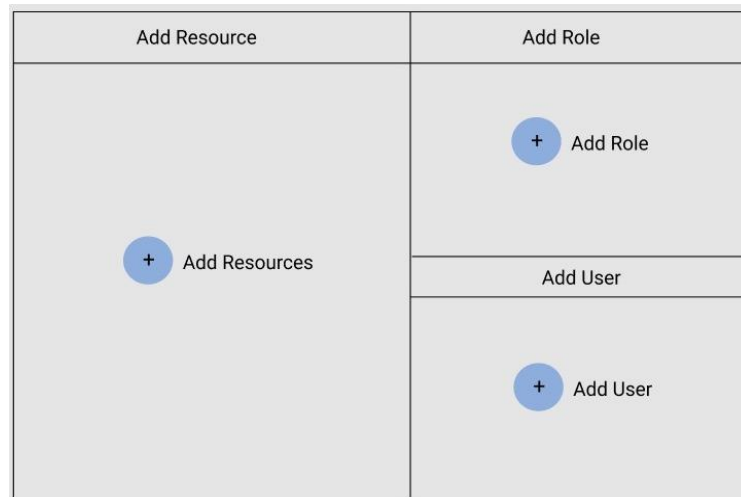 Add Resource
Add Role
+ Add Role
+ Add Resources
Add User
+ Add User